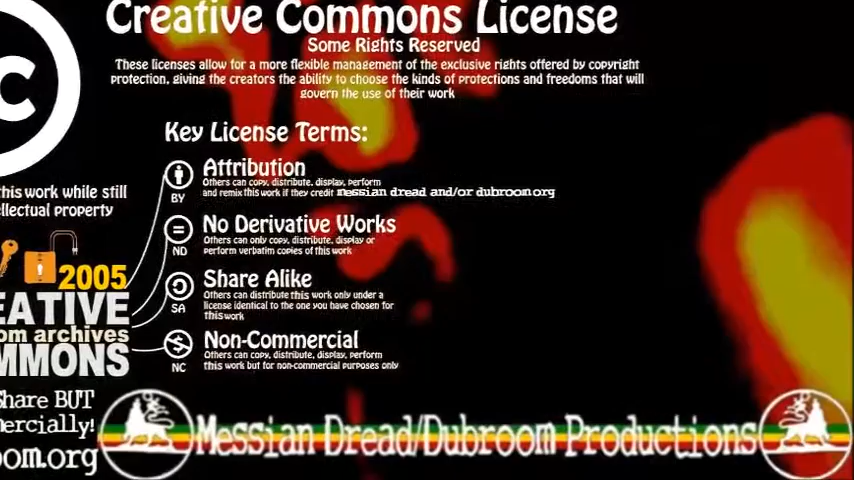 Creative Commons License
Some Rights Reserved
These licenses allow for a more flexible management of the exclusive rights offered by copyright
protection, giving the creators the ability to choose the kinds of protections and freedoms that will
govern the use of their work
Key License Terms:
Attribution
Others can copy, distribute, display, perform
and remix this work if they credit messian dread and/or dubroom.org
BY
No Derivative Works
Others can only copy, distribute, display or
perform verbatim copies of this work
ND
Share Alike
Others can distribute this work only under a
license identical to the one you have chosen for
this work
SA
Non-Commercial
Others can copy, distribute, display, perform
this work but for non-commercial purposes only
NC
this work while still
ellectual property
2005
EATIVE
om archives
MMONS
share BUT
ercially!
oom.org
Messian Dread/Dubroom Productions